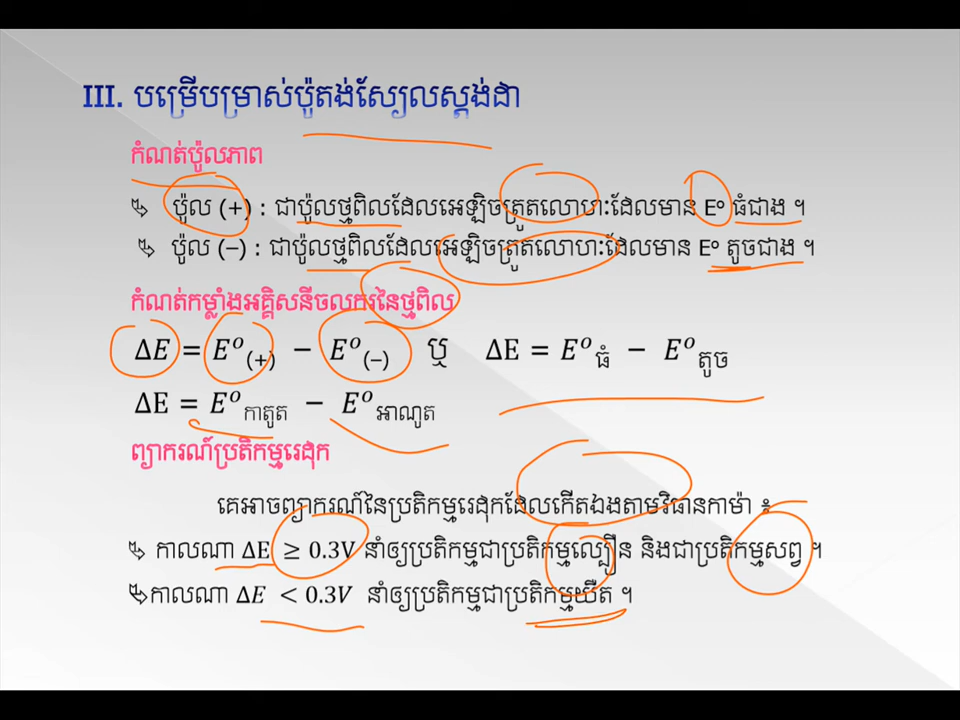 III. បម្រើបម្រាស់ប៉ូតង់ស្យែលស្តង់ដា
កំណត់ប៉ូលភាព
ប៉ូល (+) : ជាប៉ូលថ្មពិលដែលអេឡិចត្រូតលោហៈដែលមាន E° ធំជាង ។
ប៉ូល (–) : ជាប៉ូលថ្មពិលដែលអេឡិចត្រូតលោហៈដែលមាន E° តូចជាង ។
កំណត់កម្លាំងអគ្គិសនីចលករនៃថ្មពិល
ΔE = E°(+) − E°(−) ឬ ΔE = E°ធំ − E°តូច
ΔE = E°កាតូត − E°អាណូត
ព្យាករណ៍ប្រតិកម្មរេដុក
គេអាចព្យាករណ៍នៃប្រតិកម្មរេដុកដែលកើតឯងតាមវិធានកាម៉ា ៖
កាលណា ΔE ≥ 0.3V នាំឲ្យប្រតិកម្មជាប្រតិកម្មល្បឿន និងជាប្រតិកម្មសព្វ ។
កាលណា ΔE < 0.3V នាំឲ្យប្រតិកម្មជាប្រតិកម្មយឺត ។